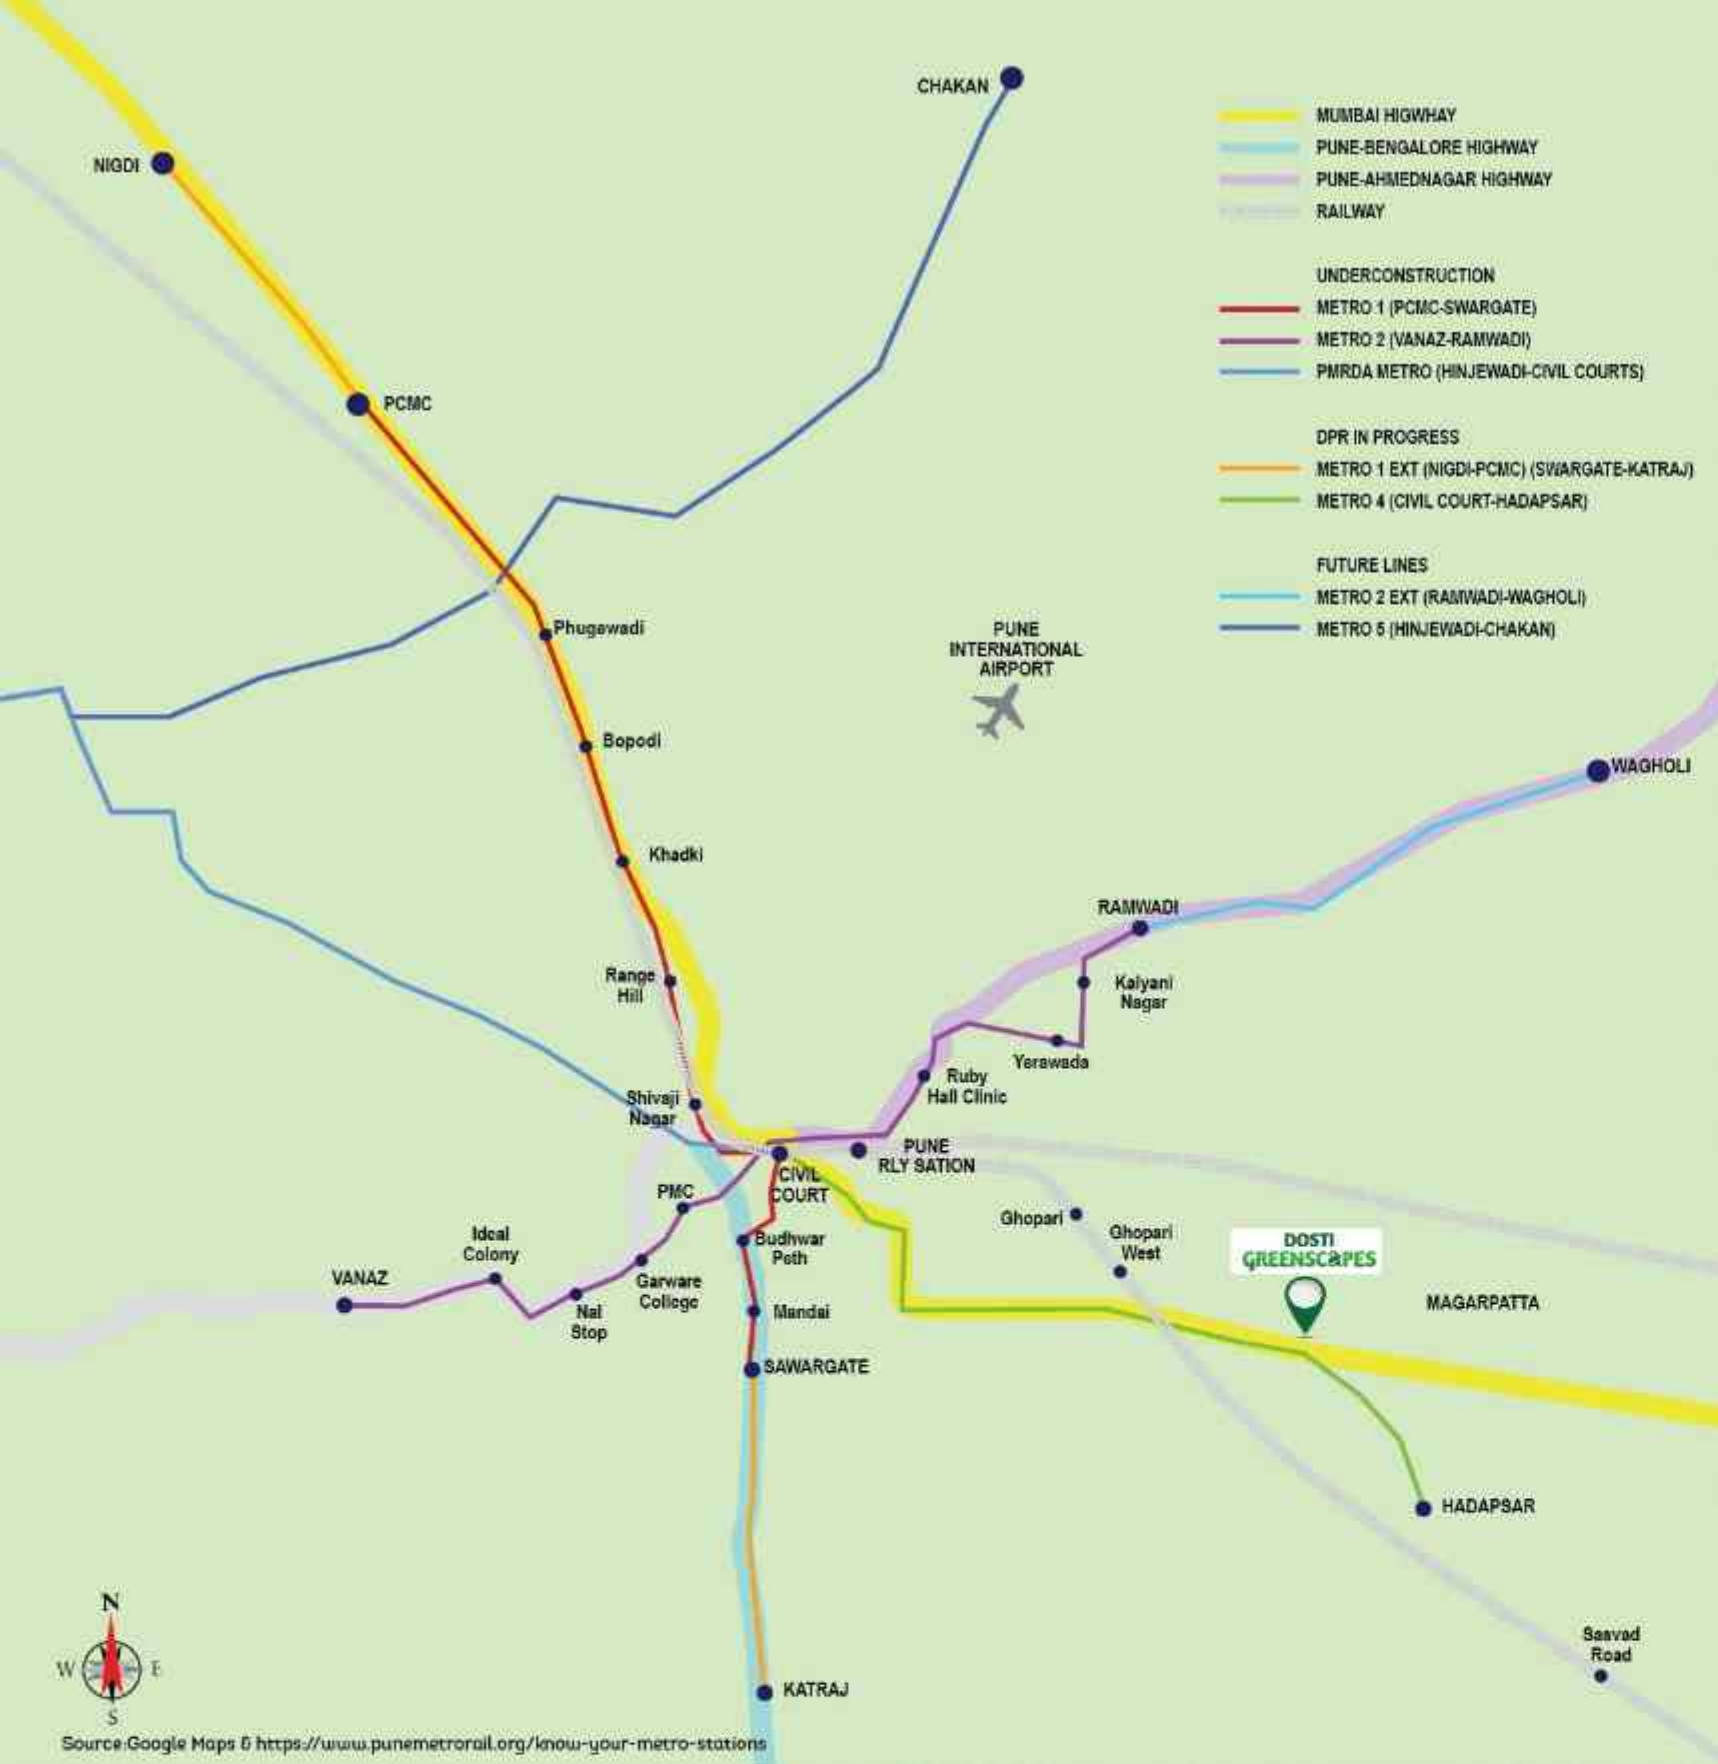 CHAKAN
NIGDI
MUMBAI HIGWHAY
PUNE-BENGALORE HIGHWAY
PUNE-AHMEDNAGAR HIGHWAY
RAILWAY
UNDERCONSTRUCTION
METRO 1 (PCMC-SWARGATE)
METRO 2 (VANAZ-RAMWADI)
PMRDA METRO (HINJEWADI-CIVIL COURTS)
DPR IN PROGRESS
METRO 1 EXT (NIGDI-PCMC) (SWARGATE-KATRAJ)
METRO 4 (CIVIL COURT-HADAPSAR)
FUTURE LINES
METRO 2 EXT (RAMWADI-WAGHOLI)
METRO 5 (HINJEWADI-CHAKAN)
PCMC
Phugawadi
PUNE
INTERNATIONAL
AIRPORT
Bopodi
WAGHOLI
Khadki
RAMWADI
Range
Hill
Kalyani
Nagar
Yerawada
Ruby
Hall Clinic
Shivaji
Nagar
PUNE
RLY SATION
CIVIL
COURT
PMC
Ghopari
Ghopari
West
Ideal
Colony
Budhwar
Peth
DOSTI
GREENSCAPES
VANAZ
Garware
College
Nal
Stop
Mandai
MAGARPATTA
SAWARGATE
HADAPSAR
N
W
E
S
Saavad
Road
KATRAJ
Source:Google Maps & https://www.punemetrorail.org/know-your-metro-stations